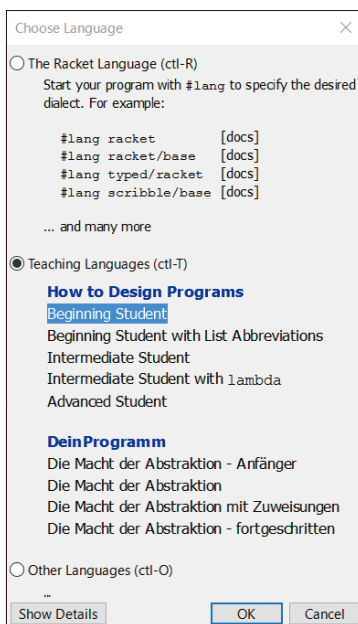 Choose Language
The Racket Language (ctl-R)
Start your program with #lang to specify the desired
dialect. For example:
#lang racket [docs]
#lang racket/base [docs]
#lang typed/racket [docs]
#lang scribble/base [docs]
... and many more
Teaching Languages (ctl-T)
How to Design Programs
Beginning Student
Beginning Student with List Abbreviations
Intermediate Student
Intermediate Student with lambda
Advanced Student
DeinProgramm
Die Macht der Abstraktion - Anfänger
Die Macht der Abstraktion
Die Macht der Abstraktion mit Zuweisungen
Die Macht der Abstraktion - fortgeschritten
Other Languages (ctl-O)
...
Show Details OK Cancel